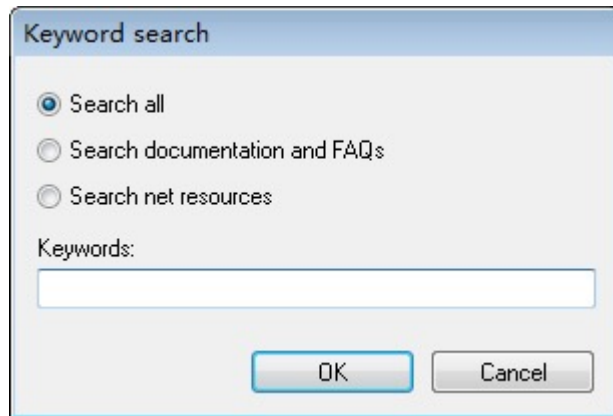 Keyword search
Search all
Search documentation and FAQs
Search net resources
Keywords:
OK
Cancel